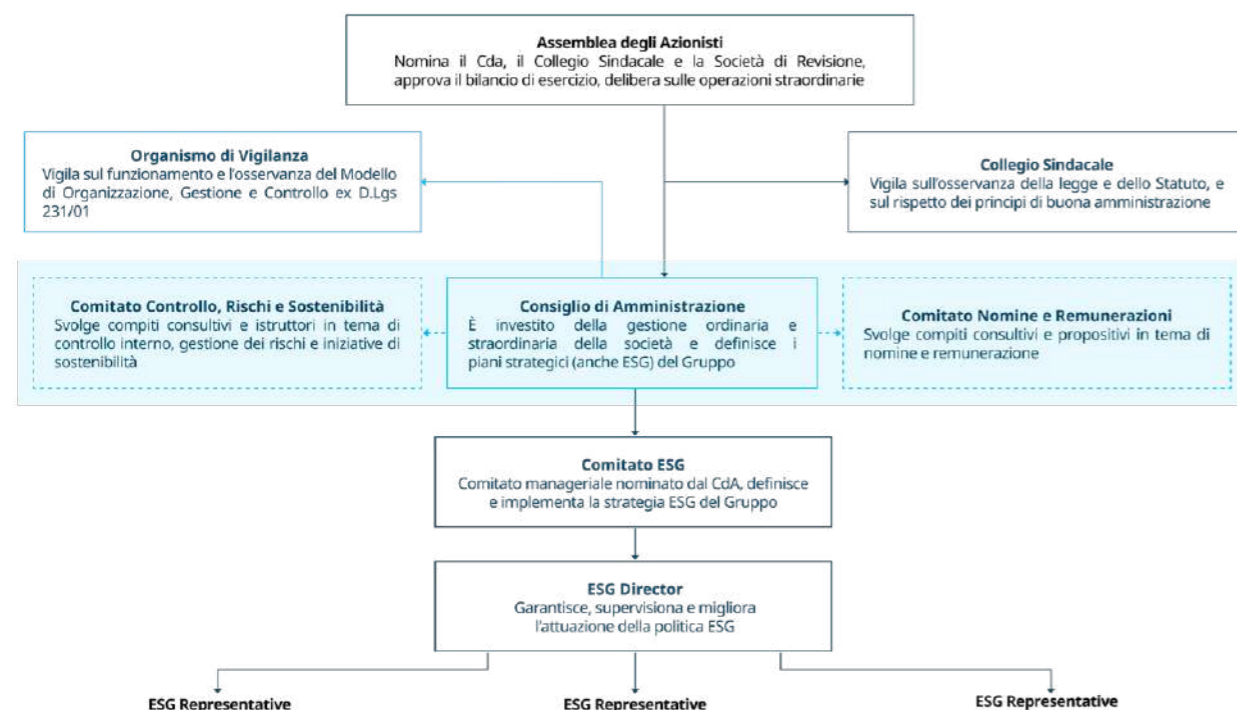 Assemblea degli Azionisti
Nomina il Cda, il Collegio Sindacale e la Società di Revisione,
approva il bilancio di esercizio, delibera sulle operazioni straordinarie
Organismo di Vigilanza
Vigila sul funzionamento e l'osservanza del Modello
di Organizzazione, Gestione e Controllo ex D.Lgs
231/01
Collegio Sindacale
Vigila sull'osservanza della legge e dello Statuto, e
sul rispetto dei principi di buona amministrazione
Comitato Controllo, Rischi e Sostenibilità
Svolge compiti consultivi e istruttori in tema di
controllo interno, gestione dei rischi e iniziative di
sostenibilità
Consiglio di Amministrazione
È investito della gestione ordinaria e
straordinaria della società e definisce i
piani strategici (anche ESG) del Gruppo
Comitato Nomine e Remunerazioni
Svolge compiti consultivi e propositivi in tema di
nomine e remunerazione
Comitato ESG
Comitato manageriale nominato dal CdA, definisce
e implementa la strategia ESG del Gruppo
ESG Director
Garantisce, supervisiona e migliora
l'attuazione della politica ESG
ESG Representative
ESG Representative
ESG Representative